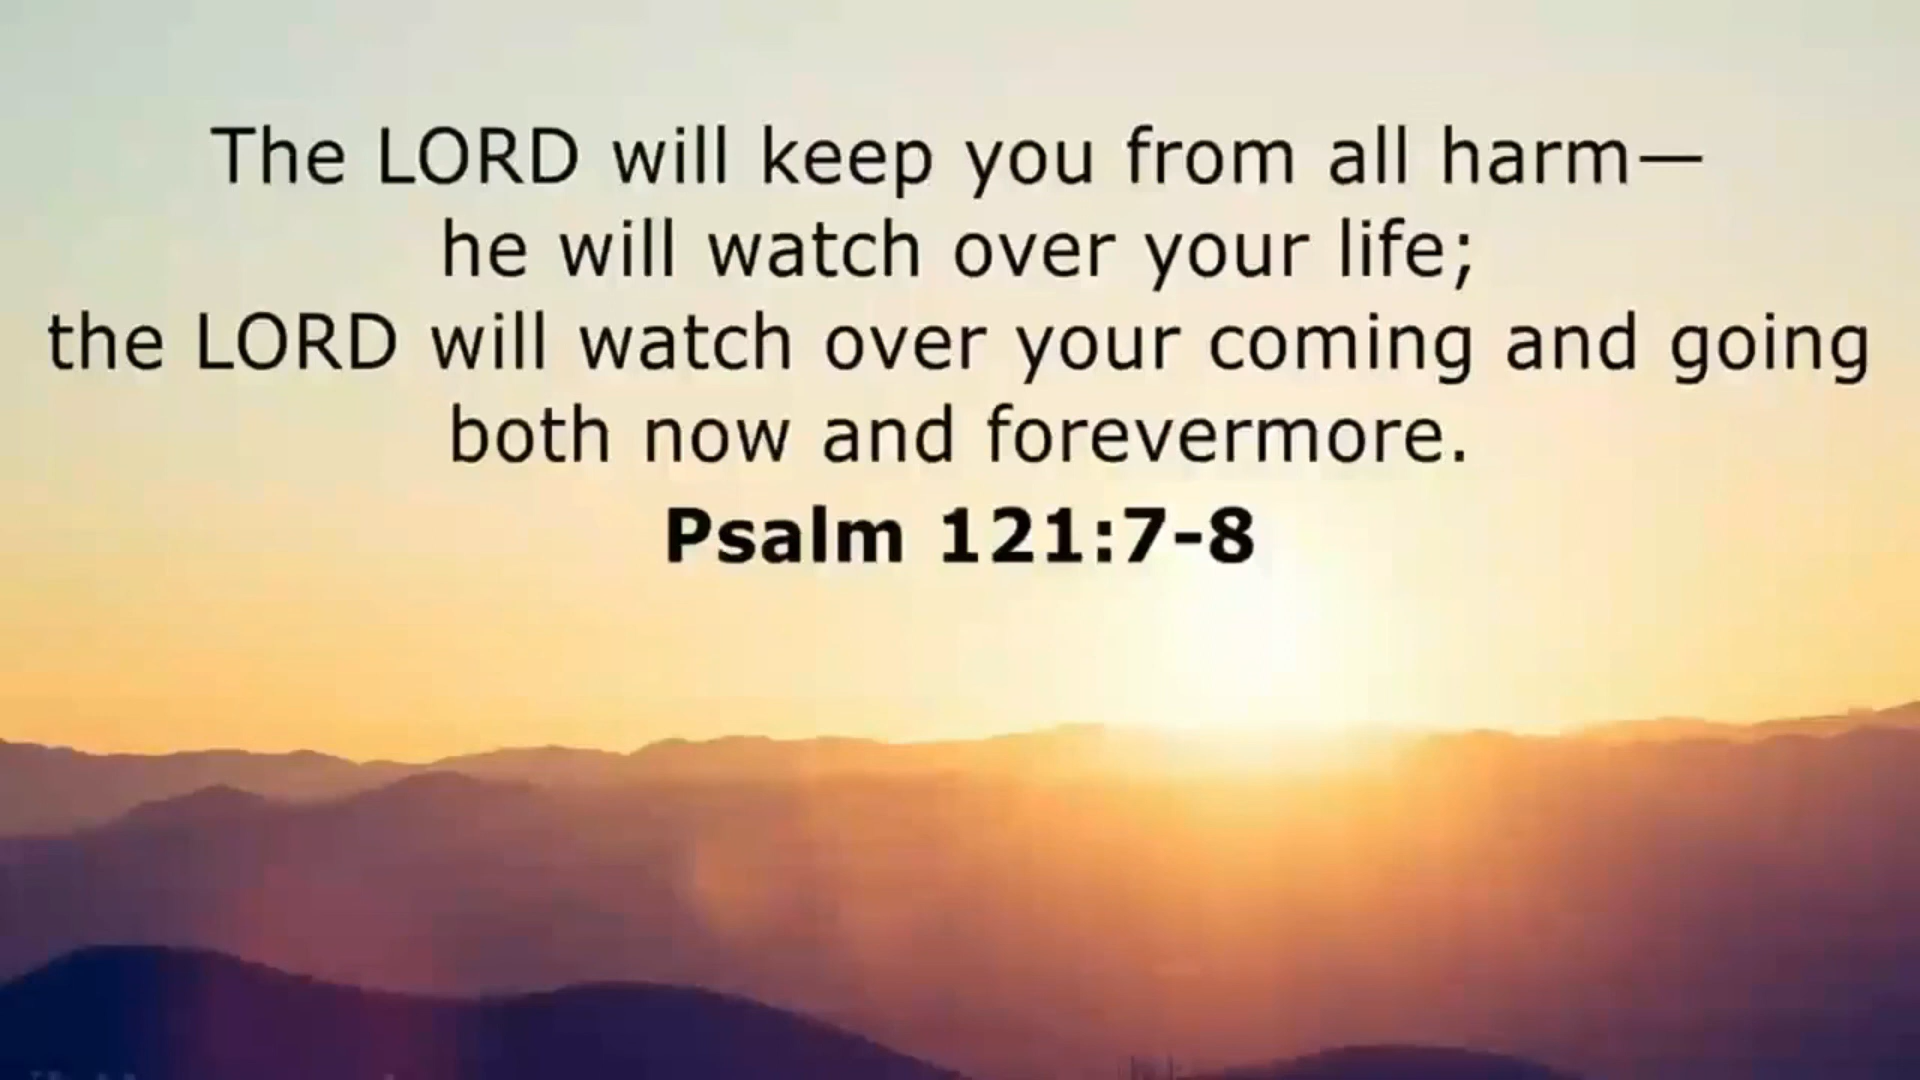 The LORD will keep you from all harm—
he will watch over your life;
the LORD will watch over your coming and going
both now and forevermore.
Psalm 121:7-8